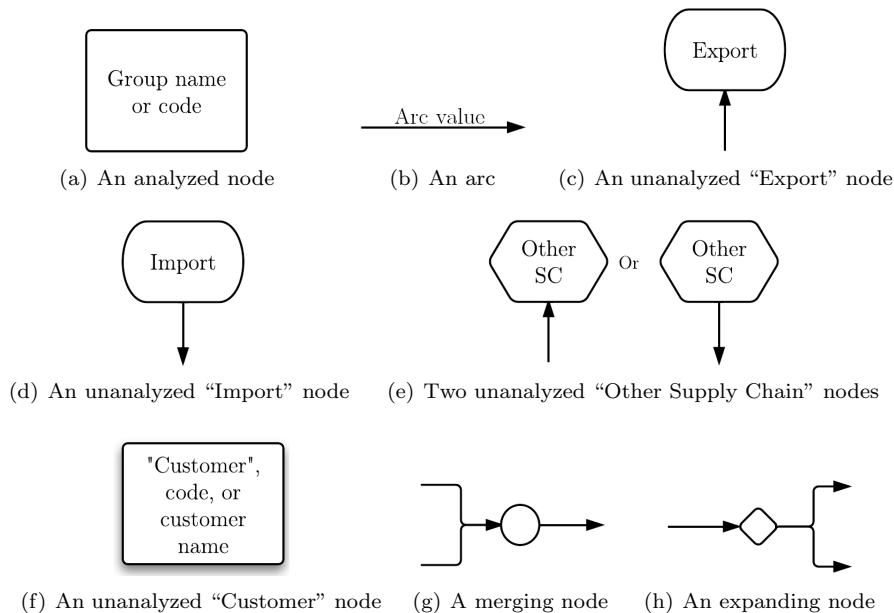 Group name
or code
Arc value
Export
(a) An analyzed node
(b) An arc
(c) An unanalyzed “Export” node
Import
Other
SC
Or
Other
SC
(d) An unanalyzed “Import” node
(e) Two unanalyzed “Other Supply Chain” nodes
"Customer",
code, or
customer
name
(f) An unanalyzed “Customer” node
(g) A merging node
(h) An expanding node